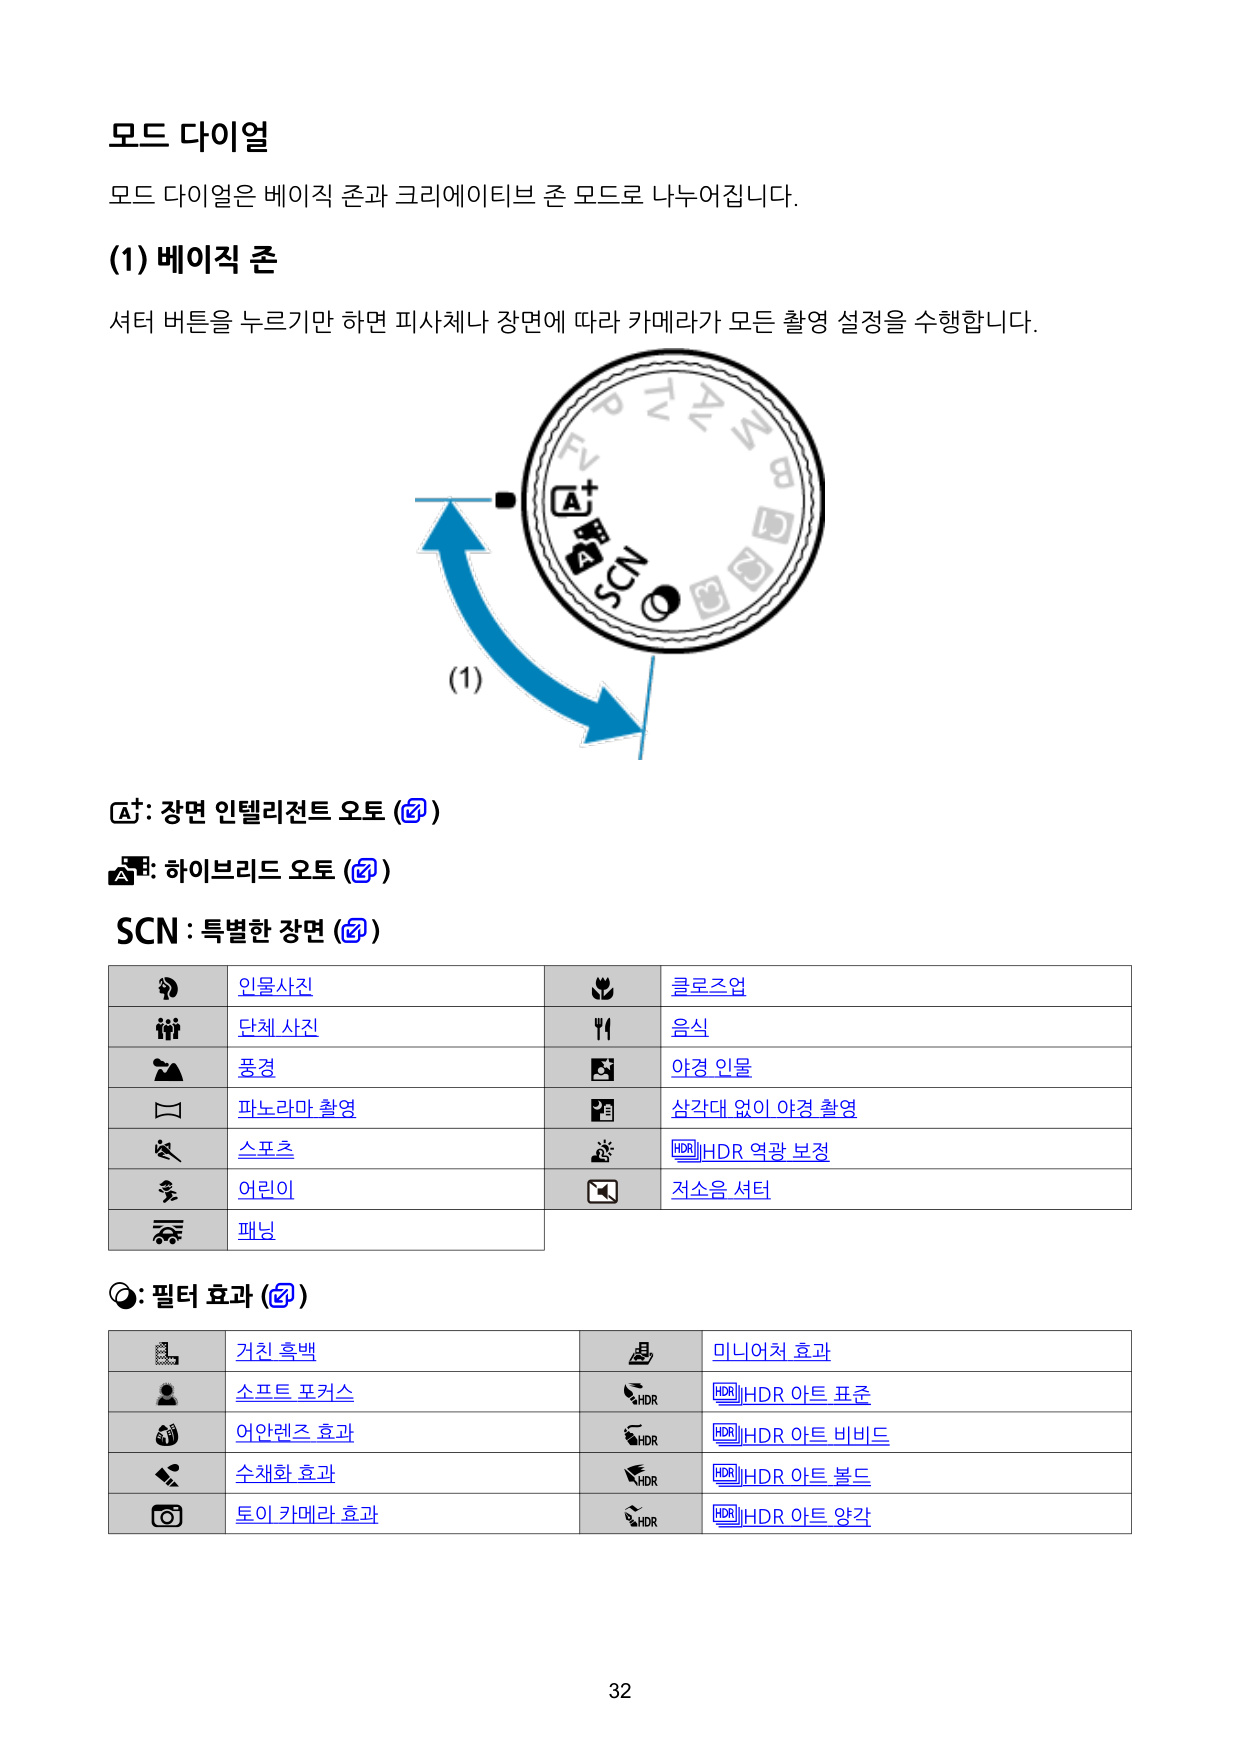 모드 다이얼
모드 다이얼은 베이직 존과 크리에이티브 존 모드로 나누어집니다.
(1) 베이직 존
셔터 버튼을 누르기만 하면 피사체나 장면에 따라 카메라가 모든 촬영 설정을 수행합니다.
Fv P Tv Av M B C1 C2 C3
A+
A
SCN
(1)
A+: 장면 인텔리전트 오토 ( )
A: 하이브리드 오토 ( )
SCN : 특별한 장면 ( )
인물사진 클로즈업
단체 사진 음식
풍경 야경 인물
파노라마 촬영 삼각대 없이 야경 촬영
스포츠 HDR HDR 역광 보정
어린이 저소음 셔터
패닝
: 필터 효과 ( )
거친 흑백 미니어처 효과
소프트 포커스 HDR HDR HDR 아트 표준
어안렌즈 효과 HDR HDR HDR 아트 비비드
수채화 효과 HDR HDR HDR 아트 볼드
토이 카메라 효과 HDR HDR HDR 아트 양각
32